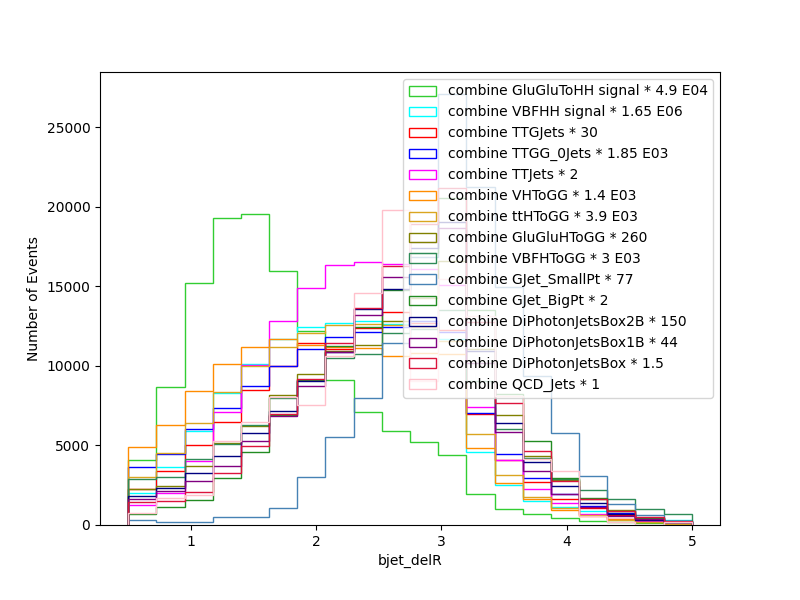 combine GluGluToHH signal * 4.9 E04
combine VBFHH signal * 1.65 E06
combine TTGJets * 30
combine TTGG_0Jets * 1.85 E03
combine TTJets * 2
combine VHToGG * 1.4 E03
combine ttHToGG * 3.9 E03
combine GluGluHToGG * 260
combine VBFHToGG * 3 E03
combine GJet_SmallPt * 77
combine GJet_BigPt * 2
combine DiPhotonJetsBox2B * 150
combine DiPhotonJetsBox1B * 44
combine DiPhotonJetsBox * 1.5
combine QCD_Jets * 1
Number of Events
25000
20000
15000
10000
5000
0
1 2 3 4 5
bjet_delR